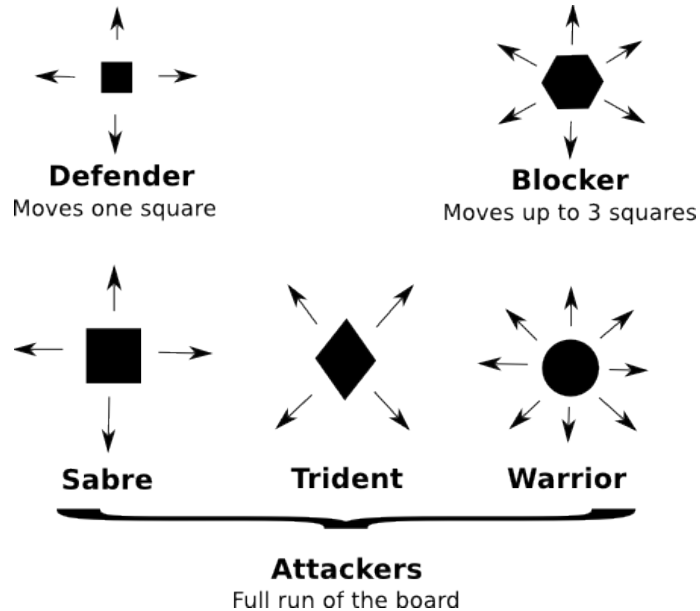 Defender
Moves one square
Blocker
Moves up to 3 squares
Sabre
Trident
Warrior
Attackers
Full run of the board